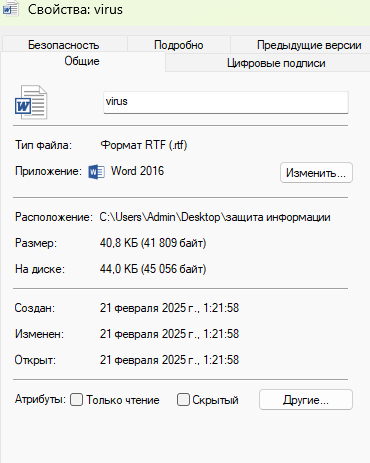 Свойства: virus
Безопасность Подробно Предыдущие версии
Общие Цифровые подписи
virus
Тип файла: Формат RTF (.rtf)
Приложение: Word 2016 Изменить...
Расположение: C:\Users\Admin\Desktop\защита информации
Размер: 40,8 КБ (41 809 байт)
На диске: 44,0 КБ (45 056 байт)
Создан: 21 февраля 2025 г., 1:21:58
Изменен: 21 февраля 2025 г., 1:21:58
Открыт: 21 февраля 2025 г., 1:21:58
Атрибуты: Только чтение Скрытый Другие...